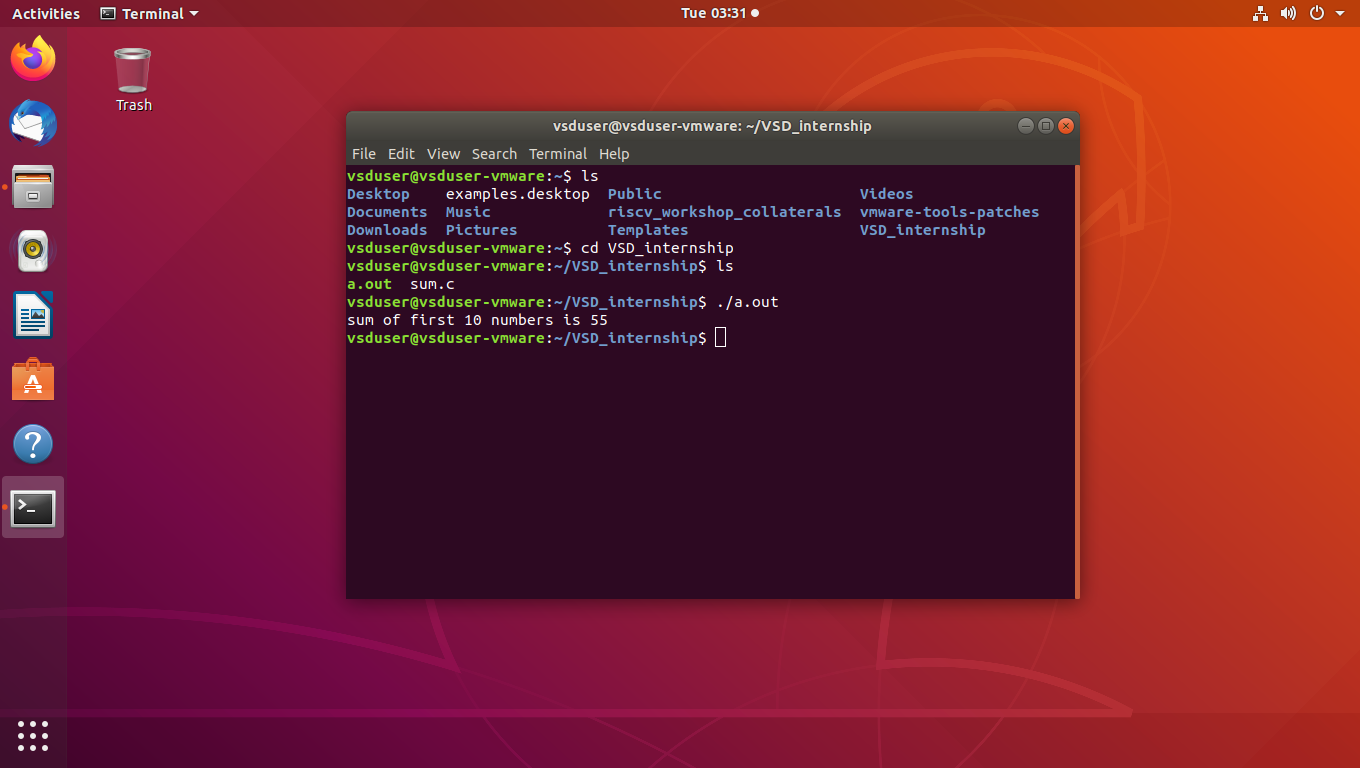 Activities Terminal Tue 03:31
Trash
vsduser@vsduser-vmware: ~/VSD_internship
File Edit View Search Terminal Help
vsduser@vsduser-vmware:~$ ls
Desktop examples.desktop Public Videos
Documents Music riscv_workshop_collaterals vmware-tools-patches
Downloads Pictures Templates VSD_internship
vsduser@vsduser-vmware:~$ cd VSD_internship
vsduser@vsduser-vmware:~/VSD_internship$ ls
a.out sum.c
vsduser@vsduser-vmware:~/VSD_internship$ ./a.out
sum of first 10 numbers is 55
vsduser@vsduser-vmware:~/VSD_internship$